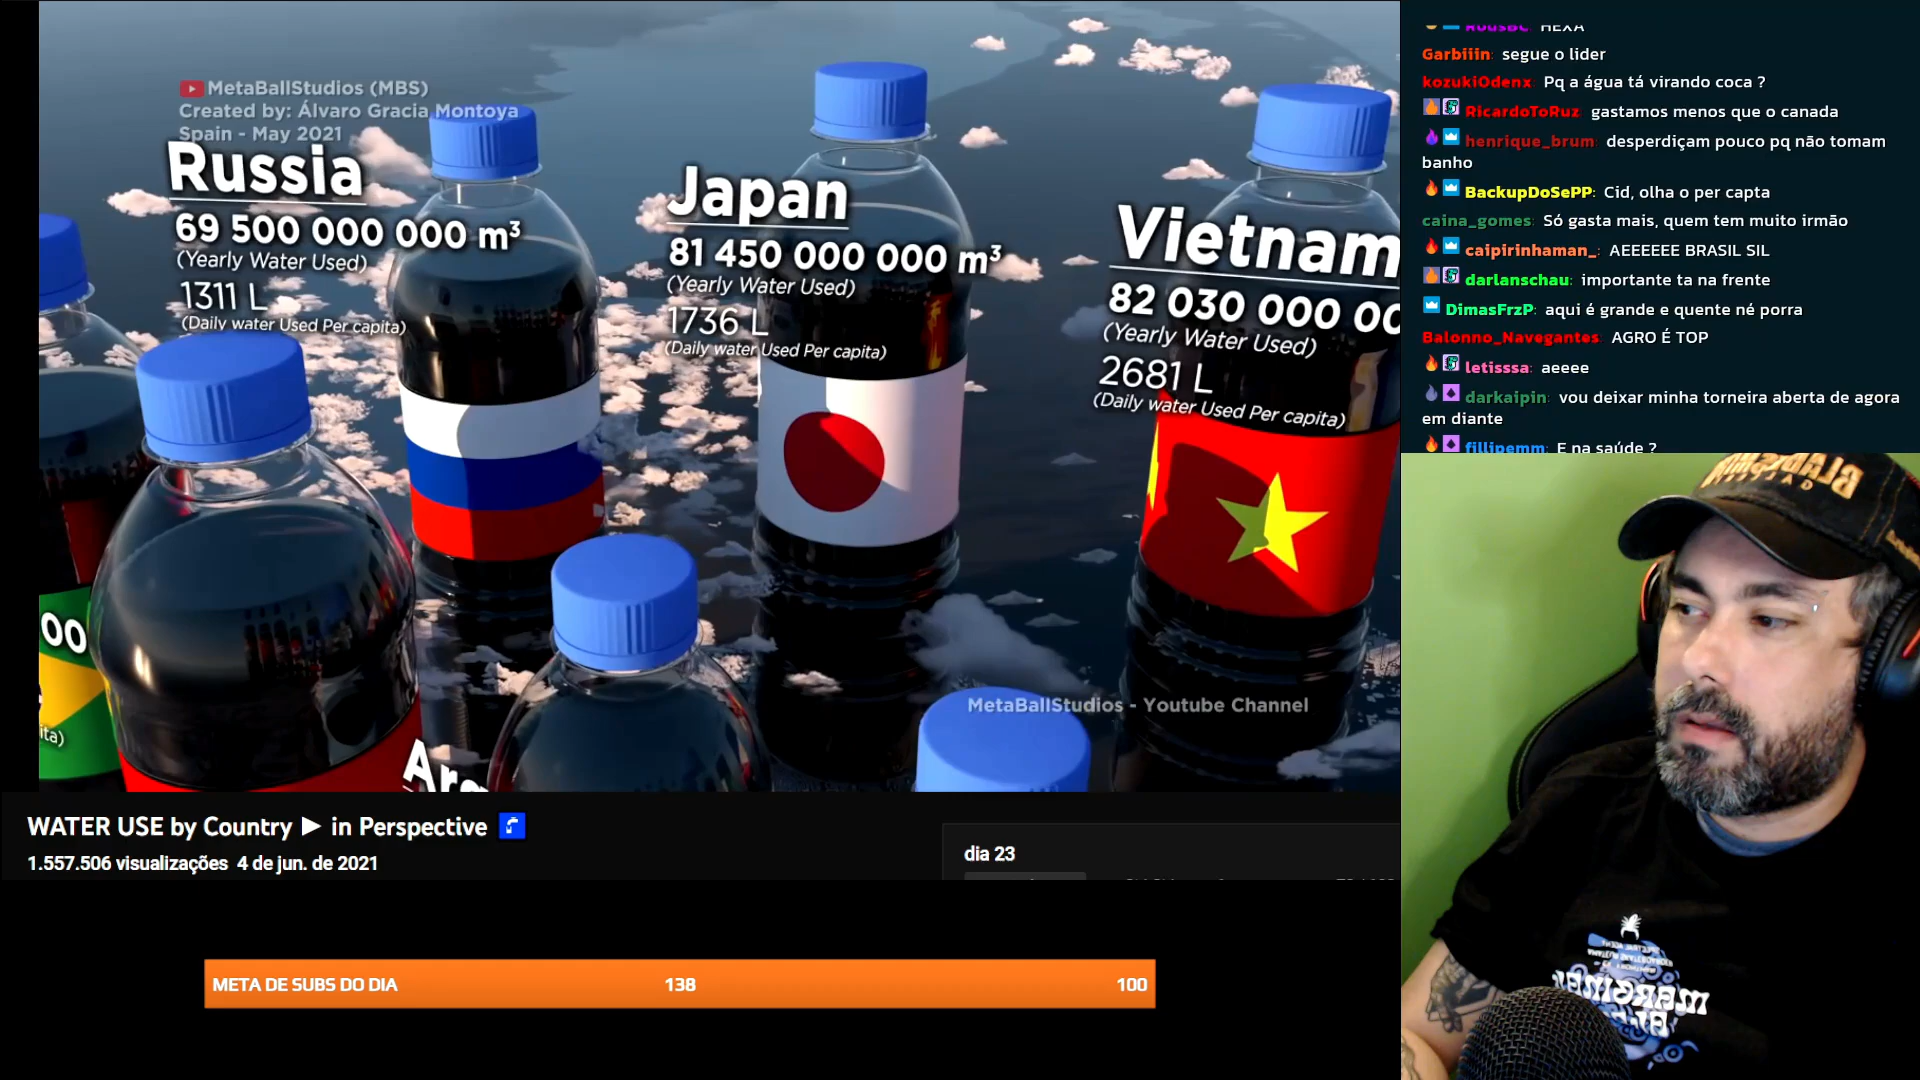 MetaBallStudios (MBS)
Created by: Álvaro Gracia Montoya
Spain - May 2021
Russia
69 500 000 000 m³
(Yearly Water Used)
1311 L
(Daily water Used Per capita)
Japan
81 450 000 000 m³
(Yearly Water Used)
1736 L
(Daily water Used Per capita)
Vietnam
82 030 000 00
(Yearly Water Used)
2681 L
(Daily water Used Per capita)
00
ita)
MetaBallStudios - Youtube Channel
WATER USE by Country ► in Perspective
1.557.506 visualizações 4 de jun. de 2021
dia 23
META DE SUBS DO DIA 138 100
HEXA
Garbiiin: segue o lider
kozukiOdenx: Pq a água tá virando coca ?
RicardoToRuz: gastamos menos que o canada
henrique_brum: desperdiçam pouco pq não tomam
banho
BackupDoSePP: Cid, olha o per capta
caina_gomes: Só gasta mais, quem tem muito irmão
caipirinhaman_: AEEEEEE BRASIL SIL
darlanschau: importante ta na frente
DimasFrzP: aqui é grande e quente né porra
Balonno_Navegantes: AGRO É TOP
letisssa: aeeee
darkaipin: vou deixar minha torneira aberta de agora
em diante
fillipemm: E na saúde ?